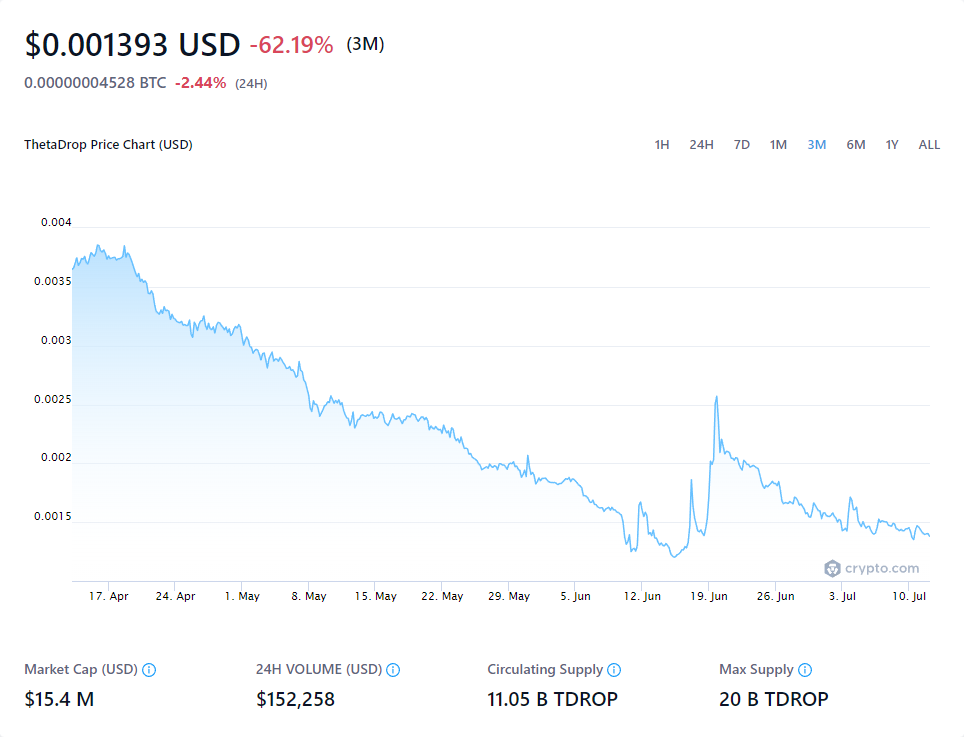 $0.001393 USD -62.19% (3M)
0.00000004528 BTC -2.44% (24H)
ThetaDrop Price Chart (USD) 1H 24H 7D 1M 3M 6M 1Y ALL
0.004
0.0035
0.003
0.0025
0.002
0.0015
crypto.com
17. Apr 24. Apr 1. May 8. May 15. May 22. May 29. May 5. Jun 12. Jun 19. Jun 26. Jun 3. Jul 10. Jul
Market Cap (USD) 24H VOLUME (USD) Circulating Supply Max Supply
$15.4 M $152,258 11.05 B TDROP 20 B TDROP